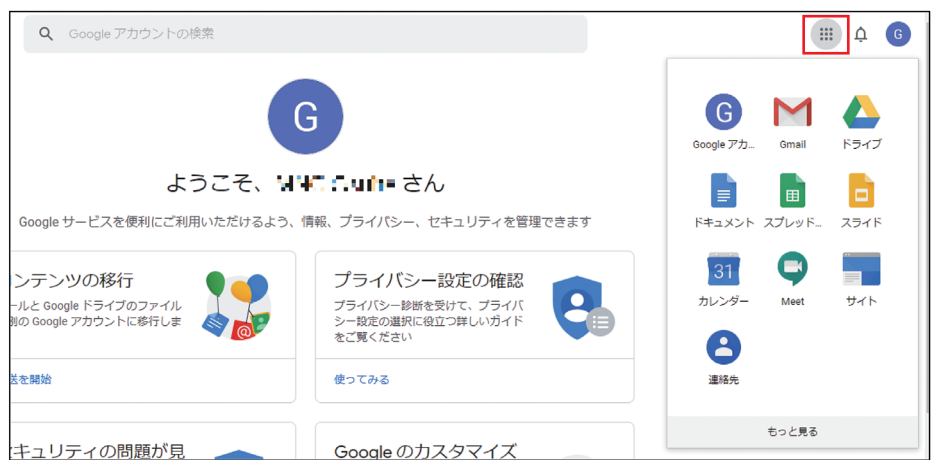 Google アカウントの検索
G
G
ようこそ、 さん
Google サービスを便利にご利用いただけるよう、情報、プライバシー、セキュリティを管理できます
ンテンツの移行
ールと Google ドライブのファイル
別の Google アカウントに移行しま
送を開始
プライバシー設定の確認
プライバシー診断を受けて、プライバ
シー設定の選択に役立つ詳しいガイド
をご覧ください
使ってみる
キュリティの問題が見
Google のカスタマイズ
G
Google アカ...
Gmail
ドライブ
ドキュメント
スプレッド...
スライド
31
カレンダー
Meet
サイト
連絡先
もっと見る